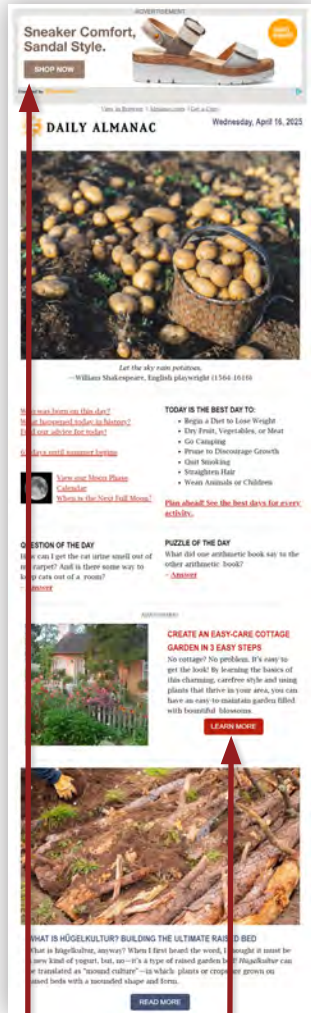 ADVERTISEMENT
Sneaker Comfort,
Sandal Style.
SHOP NOW
DAILY ALMANAC
Wednesday, April 16, 2025
Let the sky rain potatoes.
—William Shakespeare, English playwright (1564-1616)
was born on this day?
happened today in history?
our advice for today!
days until summer begins
View our Moon Phase
Calendar
When is the Next Full Moon?
TODAY IS THE BEST DAY TO:
• Begin a Diet to Lose Weight
• Dry Fruit, Vegetables, or Meat
• Go Camping
• Prune to Discourage Growth
• Quit Smoking
• Straighten Hair
• Wean Animals or Children
Plan ahead! See the best days for every
activity.
QUESTION OF THE DAY
How can I get the cat urine smell out of
my carpet? And is there some way to
keep cats out of a room?
– Answer
PUZZLE OF THE DAY
What did one arithmetic book say to the
other arithmetic book?
– Answer
ADVERTISEMENT
CREATE AN EASY-CARE COTTAGE
GARDEN IN 3 EASY STEPS
No cottage? No problem. It's easy to
get the look! By learning the basics of
this charming, carefree style and using
plants that thrive in your area, you can
have an easy-to-maintain garden filled
with bountiful blossoms.
LEARN MORE
WHAT IS HÜGELKULTUR? BUILDING THE ULTIMATE RAISED BED
What is hügelkultur, anyway? When I first heard the word, I thought it must be
a new kind of yogurt, but, no—it's a type of raised garden bed! Hügelkultur can
be translated as "mound culture"—in which plants or crops are grown on
raised beds with a mounded shape and form.
READ MORE